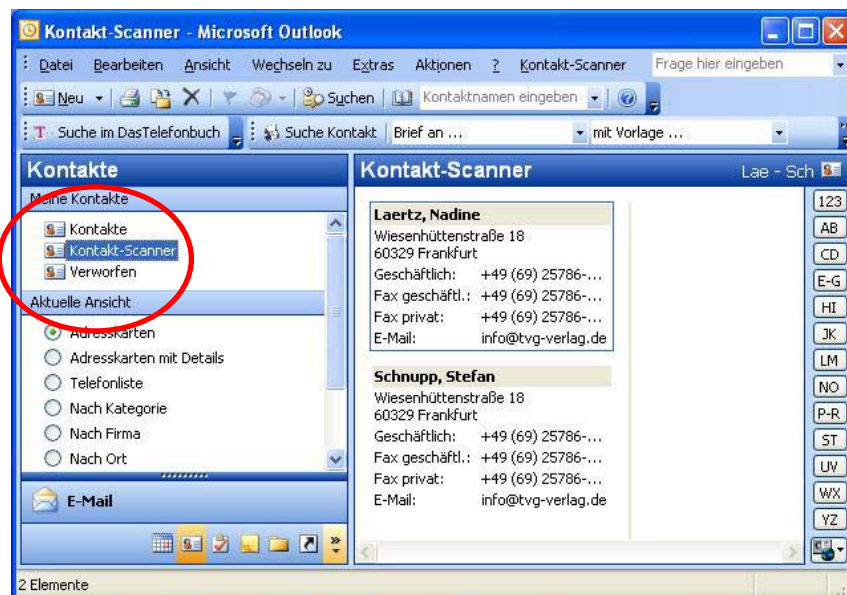 Kontakt-Scanner - Microsoft Outlook
Datei Bearbeiten Ansicht Wechseln zu Extras Aktionen ? Kontakt-Scanner Frage hier eingeben
Neu Suchen Kontaktnamen eingeben
T Suche im DasTelefonbuch Suche Kontakt Brief an ... mit Vorlage ...
Kontakte
Meine Kontakte
Kontakte
Kontakt-Scanner
Verworfen
Aktuelle Ansicht
Adresskarten
Adresskarten mit Details
Telefonliste
Nach Kategorie
Nach Firma
Nach Ort
E-Mail
Kontakt-Scanner Lae - Sch
Laertz, Nadine
Wiesenhüttenstraße 18
60329 Frankfurt
Geschäftlich: +49 (69) 25786-...
Fax geschäftl.: +49 (69) 25786-...
Fax privat: +49 (69) 25786-...
E-Mail: info@tvg-verlag.de
Schnupp, Stefan
Wiesenhüttenstraße 18
60329 Frankfurt
Geschäftlich: +49 (69) 25786-...
Fax geschäftl.: +49 (69) 25786-...
Fax privat: +49 (69) 25786-...
E-Mail: info@tvg-verlag.de
123
AB
CD
E-G
HI
JK
LM
NO
P-R
ST
UV
WX
YZ
2 Elemente